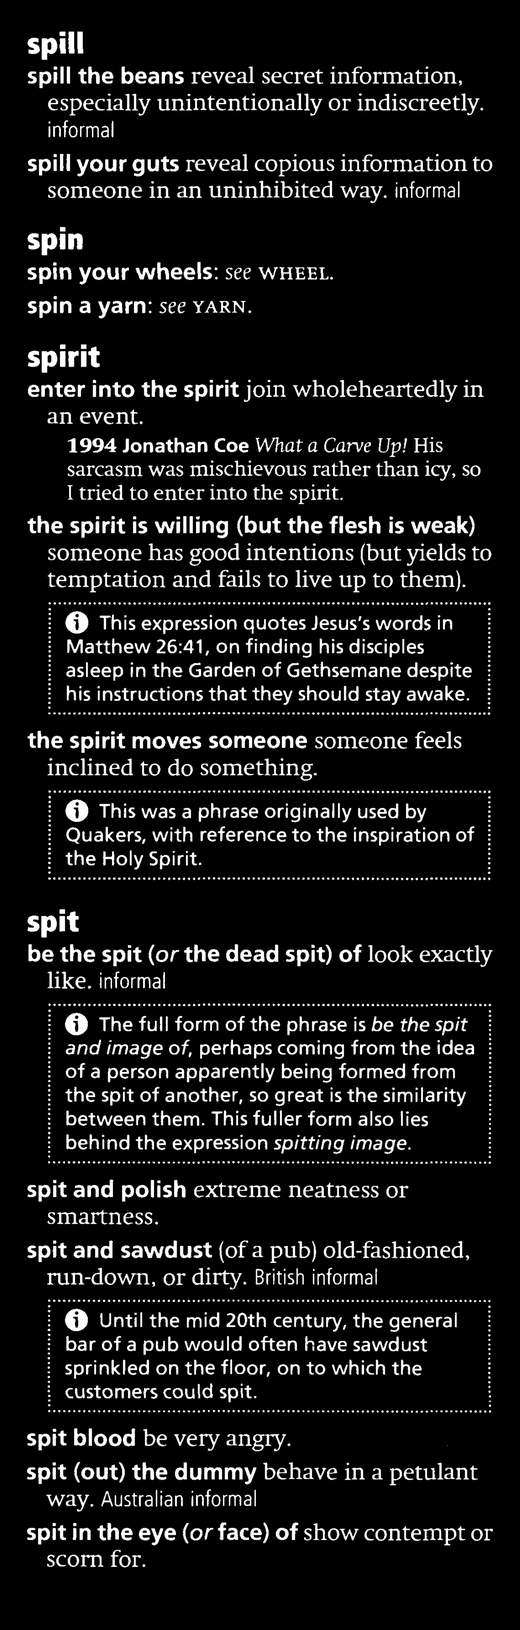 spill
spill the beans reveal secret information,
especially unintentionally or indiscreetly.
informal
spill your guts reveal copious information to
someone in an uninhibited way. informal
spin
spin your wheels: see WHEEL.
spin a yarn: see YARN.
spirit
enter into the spirit join wholeheartedly in
an event.
1994 Jonathan Coe What a Carve Up! His
sarcasm was mischievous rather than icy, so
I tried to enter into the spirit.
the spirit is willing (but the flesh is weak)
someone has good intentions (but yields to
temptation and fails to live up to them).
i This expression quotes Jesus's words in
Matthew 26:41, on finding his disciples
asleep in the Garden of Gethsemane despite
his instructions that they should stay awake.
the spirit moves someone someone feels
inclined to do something.
i This was a phrase originally used by
Quakers, with reference to the inspiration of
the Holy Spirit.
spit
be the spit (or the dead spit) of look exactly
like. informal
i The full form of the phrase is be the spit
and image of, perhaps coming from the idea
of a person apparently being formed from
the spit of another, so great is the similarity
between them. This fuller form also lies
behind the expression spitting image.
spit and polish extreme neatness or
smartness.
spit and sawdust (of a pub) old-fashioned,
run-down, or dirty. British informal
i Until the mid 20th century, the general
bar of a pub would often have sawdust
sprinkled on the floor, on to which the
customers could spit.
spit blood be very angry.
spit (out) the dummy behave in a petulant
way. Australian informal
spit in the eye (or face) of show contempt or
scorn for.